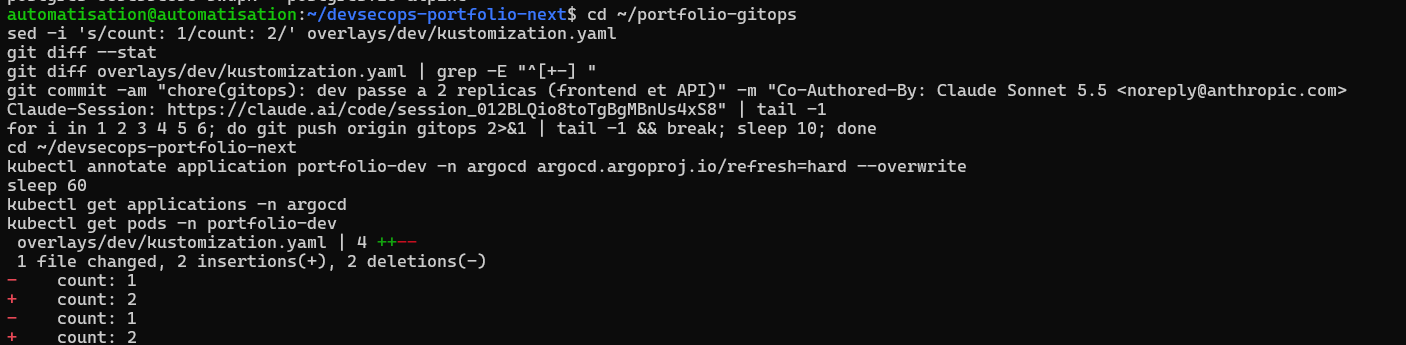 automatisation@automatisation:~/devsecops-portfolio-next$ cd ~/portfolio-gitops
sed -i 's/count: 1/count: 2/' overlays/dev/kustomization.yaml
git diff --stat
git diff overlays/dev/kustomization.yaml | grep -E "^[+-] "
git commit -am "chore(gitops): dev passe a 2 replicas (frontend et API)" -m "Co-Authored-By: Claude Sonnet 5.5 <noreply@anthropic.com>
Claude-Session: https://claude.ai/code/session_012BLQio8toTgBgMBnUs4xS8" | tail -1
for i in 1 2 3 4 5 6; do git push origin gitops 2>&1 | tail -1 && break; sleep 10; done
cd ~/devsecops-portfolio-next
kubectl annotate application portfolio-dev -n argocd argocd.argoproj.io/refresh=hard --overwrite
sleep 60
kubectl get applications -n argocd
kubectl get pods -n portfolio-dev
 overlays/dev/kustomization.yaml | 4 ++--
 1 file changed, 2 insertions(+), 2 deletions(-)
-    count: 1
+    count: 2
-    count: 1
+    count: 2